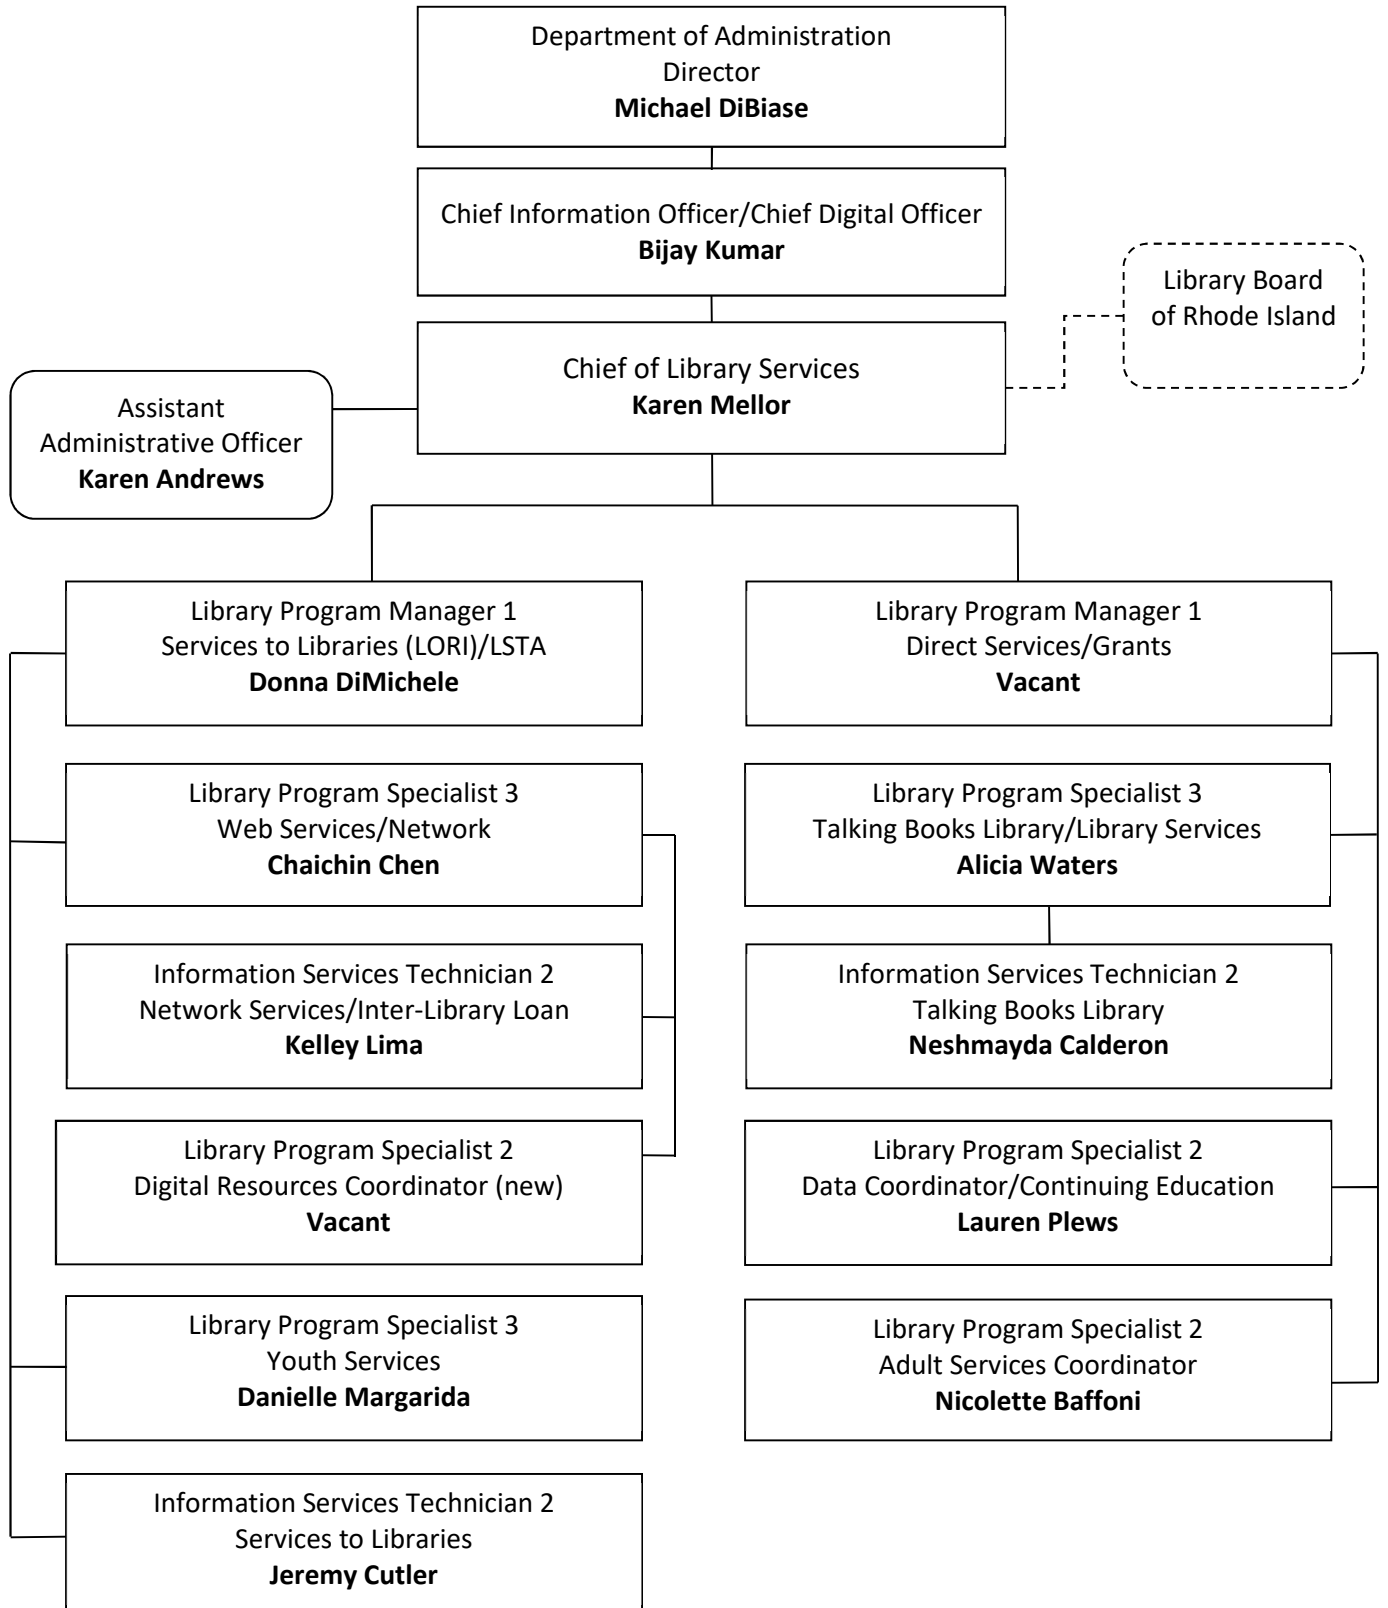 Department of Administration
Director
Michael DiBiase
Chief Information Officer/Chief Digital Officer
Bijay Kumar
Library Board
of Rhode Island
Chief of Library Services
Karen Mellor
Assistant
Administrative Officer
Karen Andrews
Library Program Manager 1
Services to Libraries (LORI)/LSTA
Donna DiMichele
Library Program Manager 1
Direct Services/Grants
Vacant
Library Program Specialist 3
Web Services/Network
Chaichin Chen
Library Program Specialist 3
Talking Books Library/Library Services
Alicia Waters
Information Services Technician 2
Network Services/Inter-Library Loan
Kelley Lima
Information Services Technician 2
Talking Books Library
Neshmayda Calderon
Library Program Specialist 2
Digital Resources Coordinator (new)
Vacant
Library Program Specialist 2
Data Coordinator/Continuing Education
Lauren Plews
Library Program Specialist 3
Youth Services
Danielle Margarida
Library Program Specialist 2
Adult Services Coordinator
Nicolette Baffoni
Information Services Technician 2
Services to Libraries
Jeremy Cutler